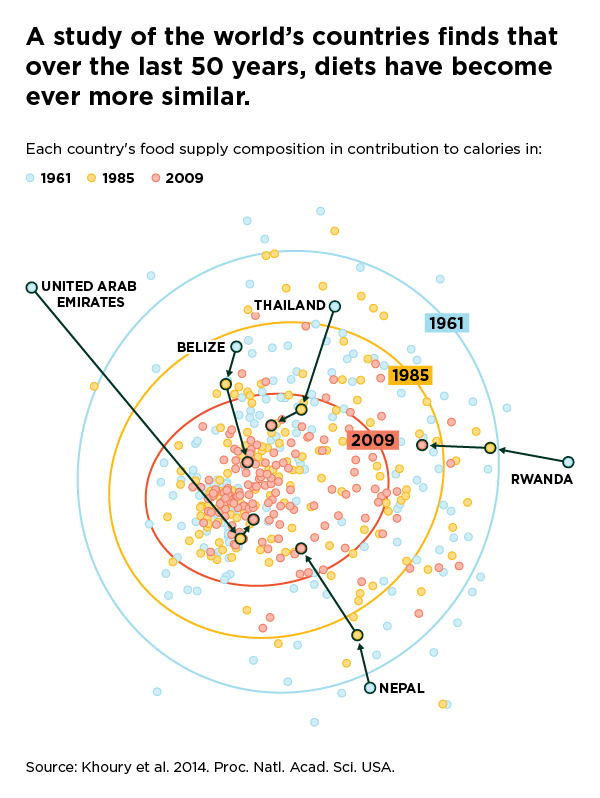 A study of the world’s countries finds that
over the last 50 years, diets have become
ever more similar.
Each country's food supply composition in contribution to calories in:
1961 1985 2009
UNITED ARAB
EMIRATES
THAILAND
1961
BELIZE
1985
2009
RWANDA
NEPAL
Source: Khoury et al. 2014. Proc. Natl. Acad. Sci. USA.